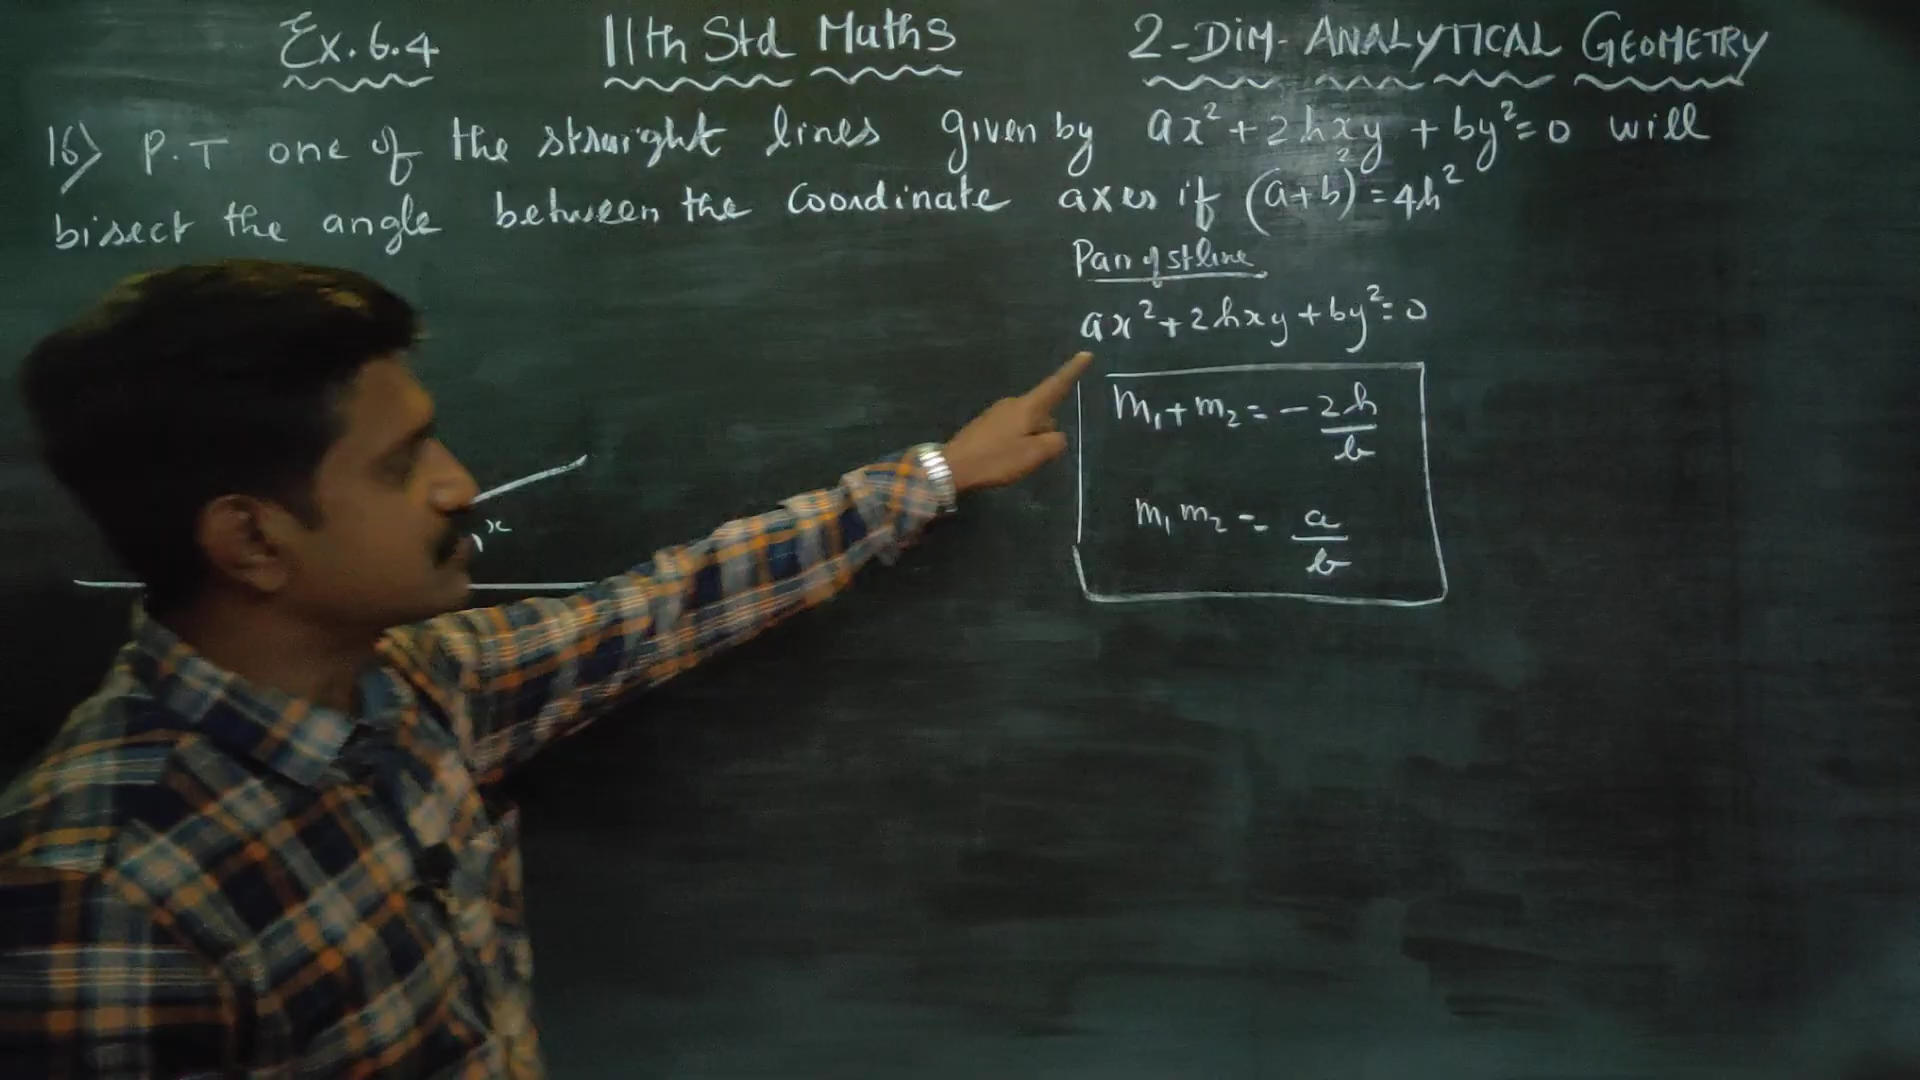 Ex. 6.4 11th Std Maths 2-DIM- ANALYTICAL GEOMETRY
16) P.T one of the straight lines given by ax²+2hxy + by²=0 will
bisect the angle between the coordinate axes if (a+b)²=4h²
Pair of st line
ax²+2hxy+by²=0
m₁+m₂=-2h/b
m₁m₂=a/b
x